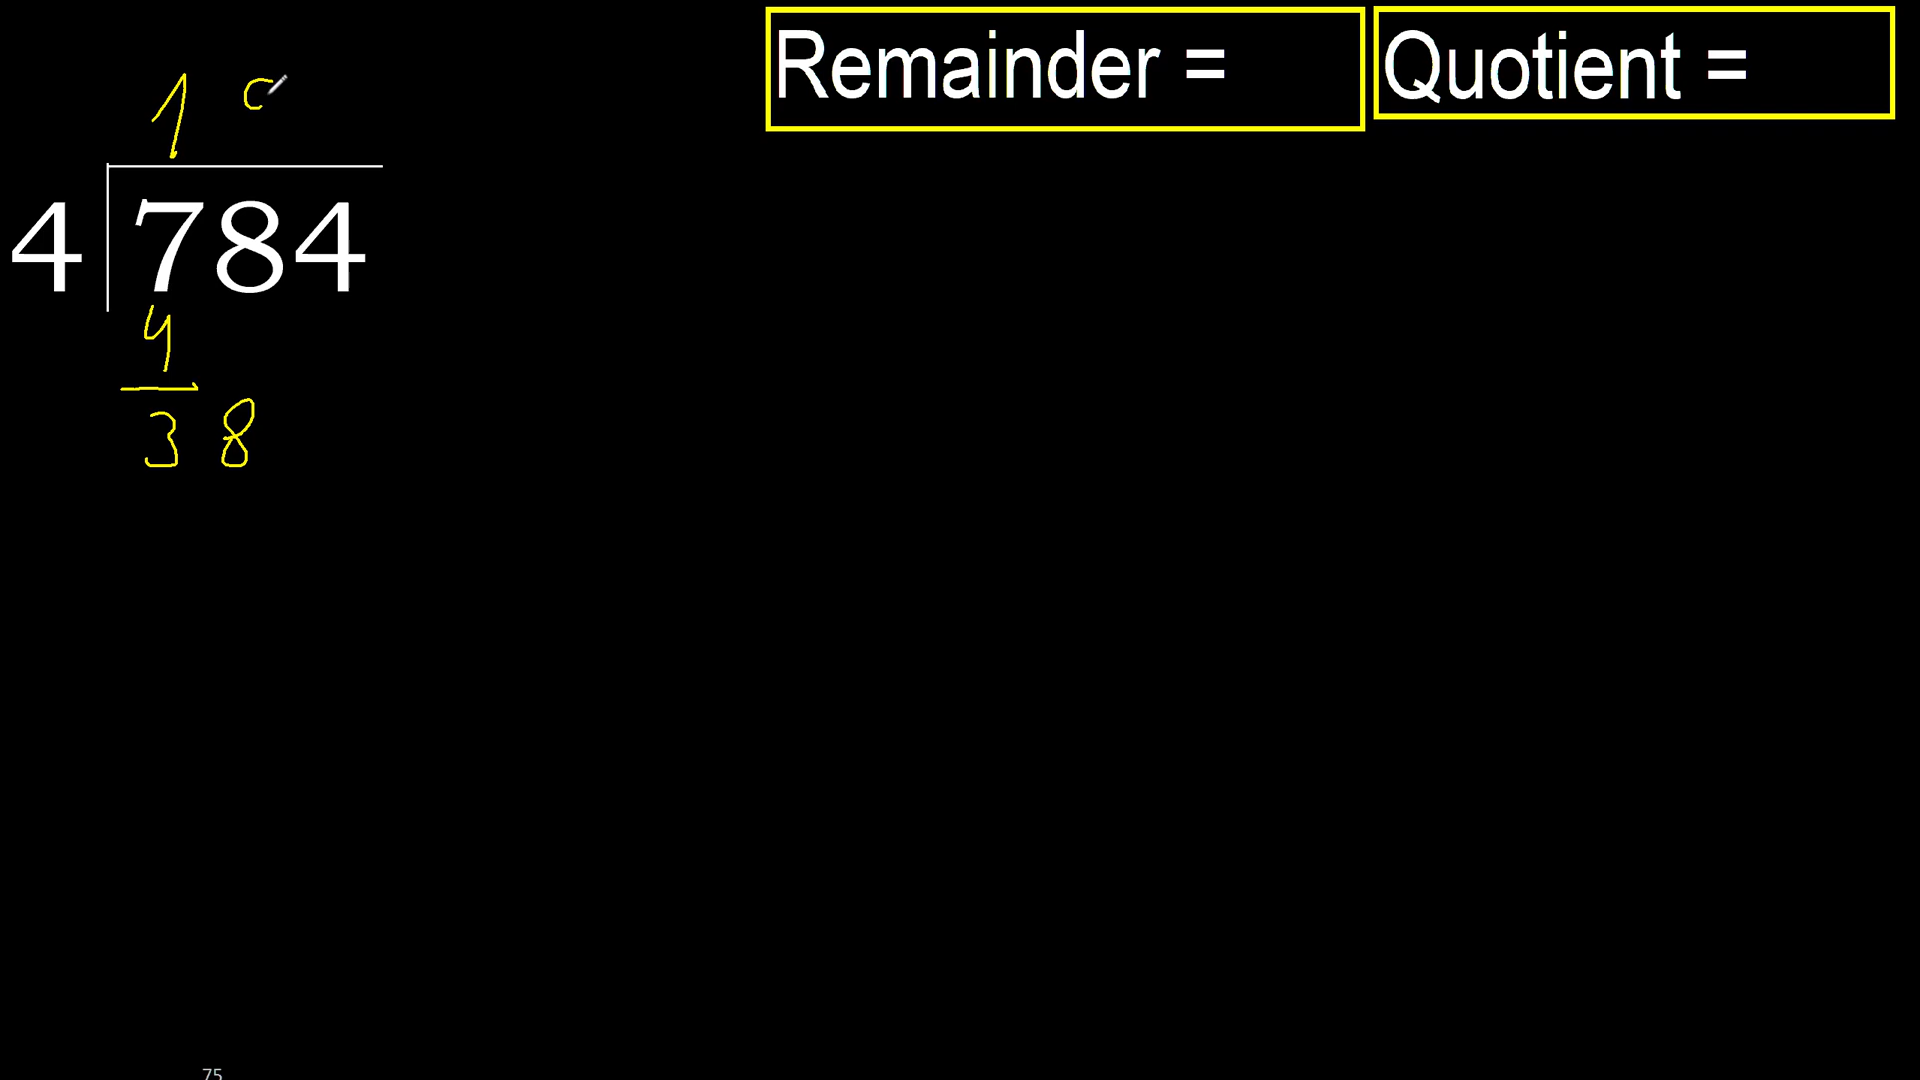 Remainder =
Quotient =
1
4 784
4
3 8
75